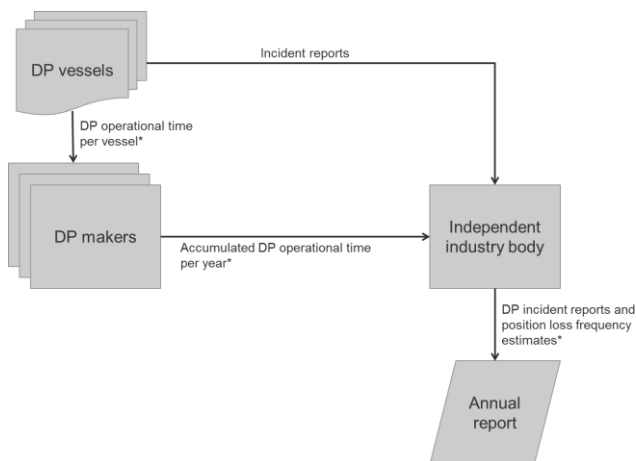 Incident reports
DP vessels
DP operational time
per vessel*
DP makers
Accumulated DP operational time
per year*
Independent
industry body
DP incident reports and
position loss frequency
estimates*
Annual
report